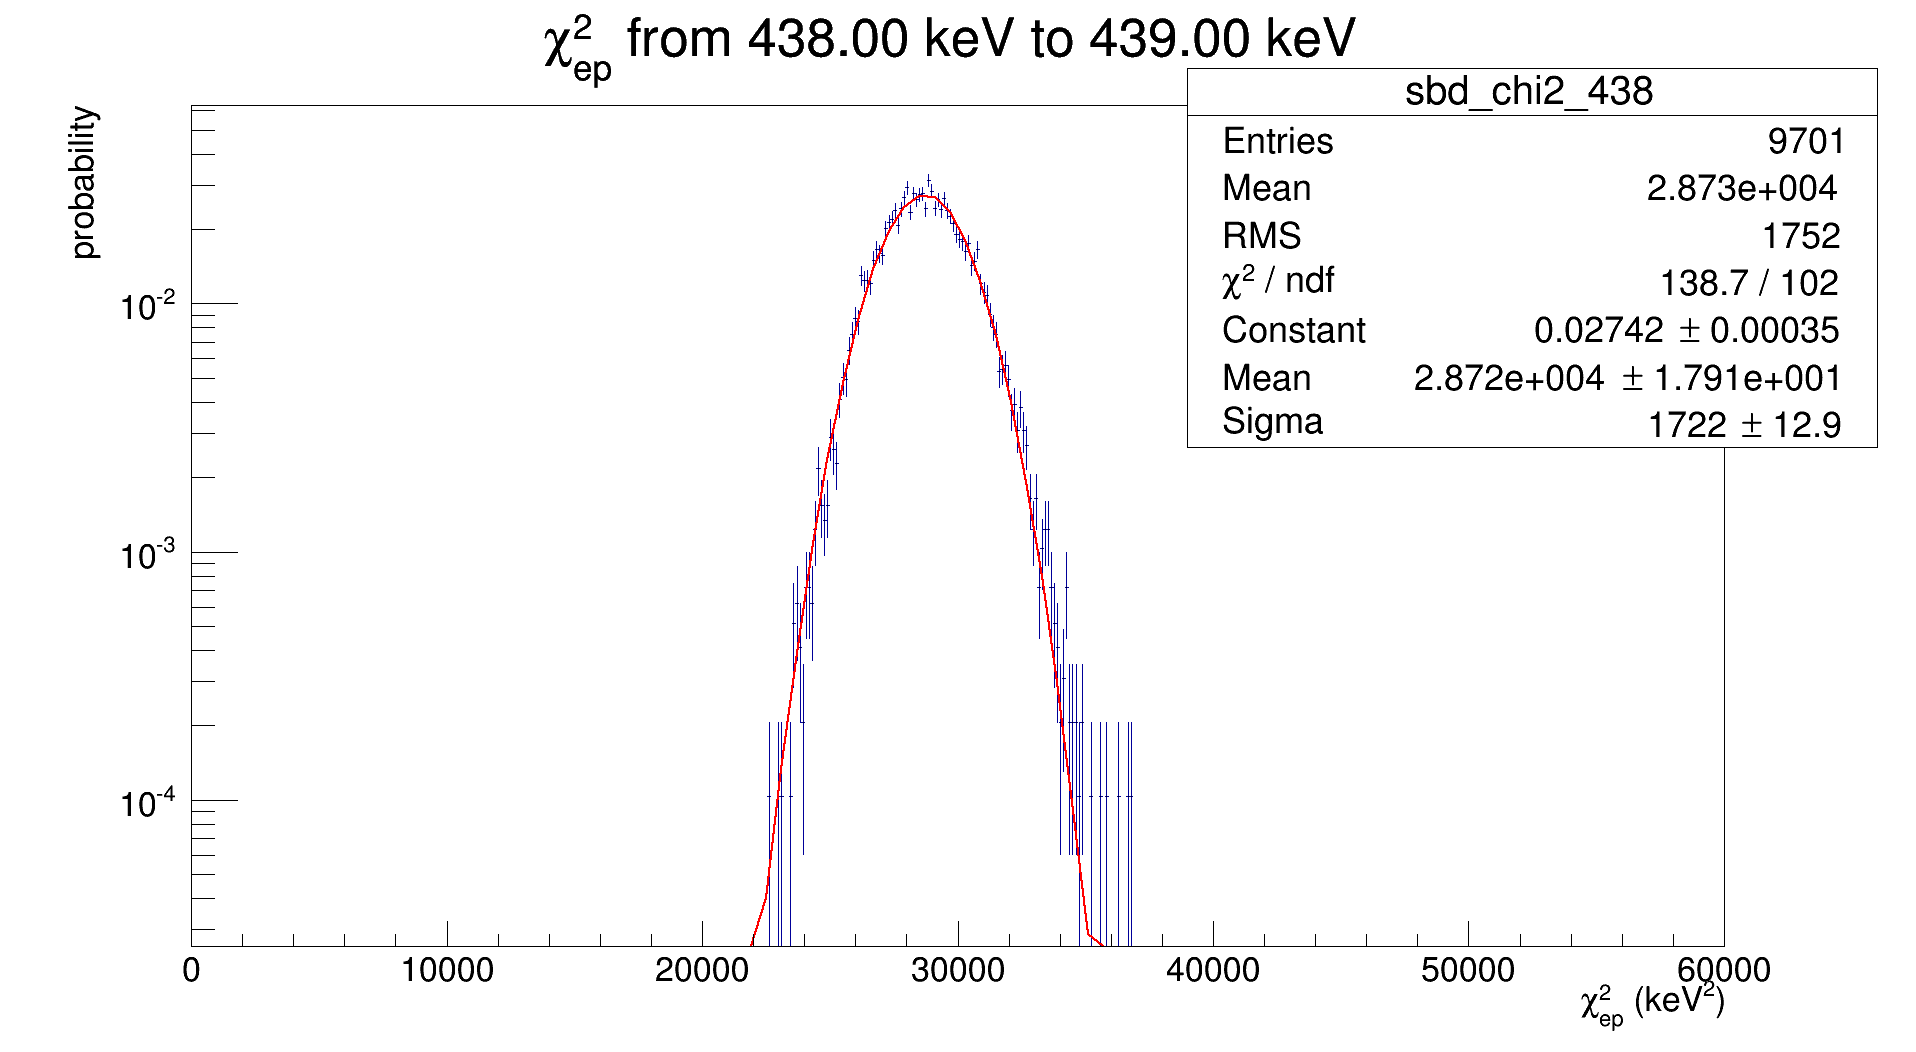 χ²ep from 438.00 keV to 439.00 keV
probability
sbd_chi2_438
Entries 9701
Mean 2.873e+004
RMS 1752
χ² / ndf 138.7 / 102
Constant 0.02742 ± 0.00035
Mean 2.872e+004 ± 1.791e+001
Sigma 1722 ± 12.9
10⁻²
10⁻³
10⁻⁴
0 10000 20000 30000 40000 50000 60000
χ²ep (keV²)